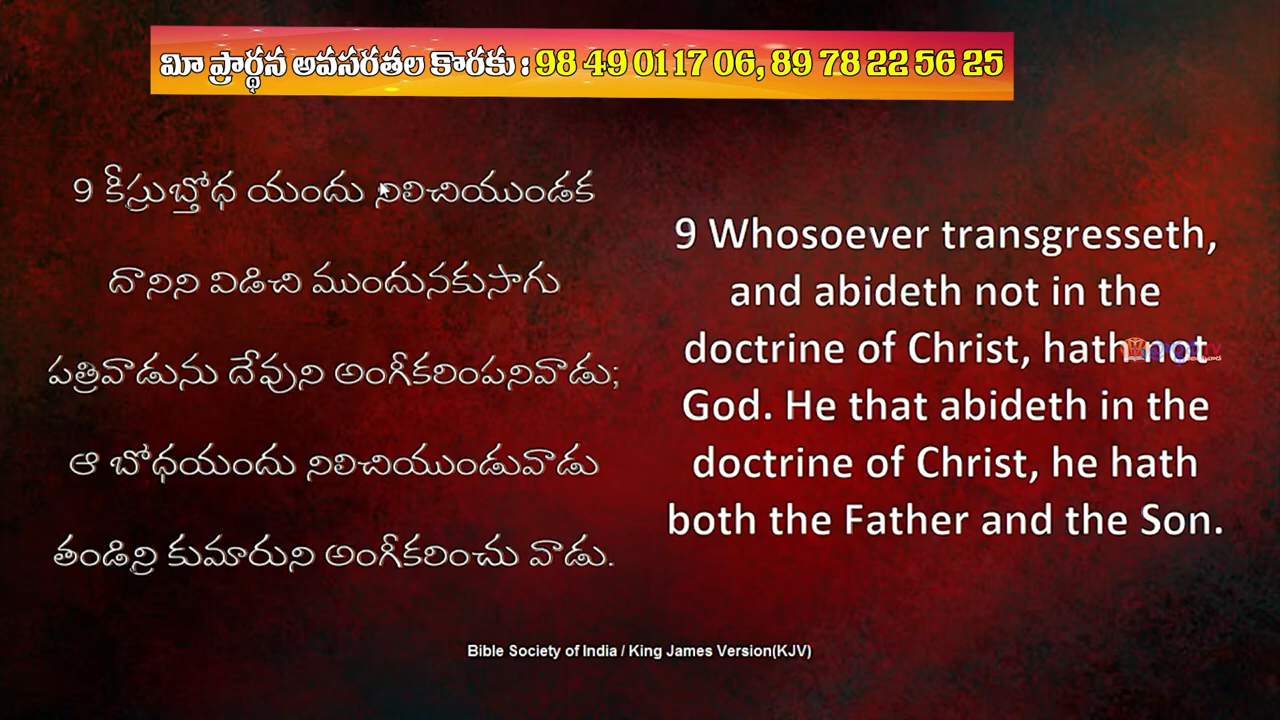 మీ ప్రార్థన అవసరతల కొరకు : 98 49 01 17 06, 89 78 22 56 25
9 క్రీస్తుబోధ యందు నిలిచియుండక
దానిని విడిచి ముందునకుసాగు
ప్రతివాడును దేవుని అంగీకరింపనివాడు;
ఆ బోధయందు నిలిచియుండువాడు
తండ్రిని కుమారుని అంగీకరించు వాడు.
9 Whosoever transgresseth,
and abideth not in the
doctrine of Christ, hath not
God. He that abideth in the
doctrine of Christ, he hath
both the Father and the Son.
Bible Society of India / King James Version(KJV)